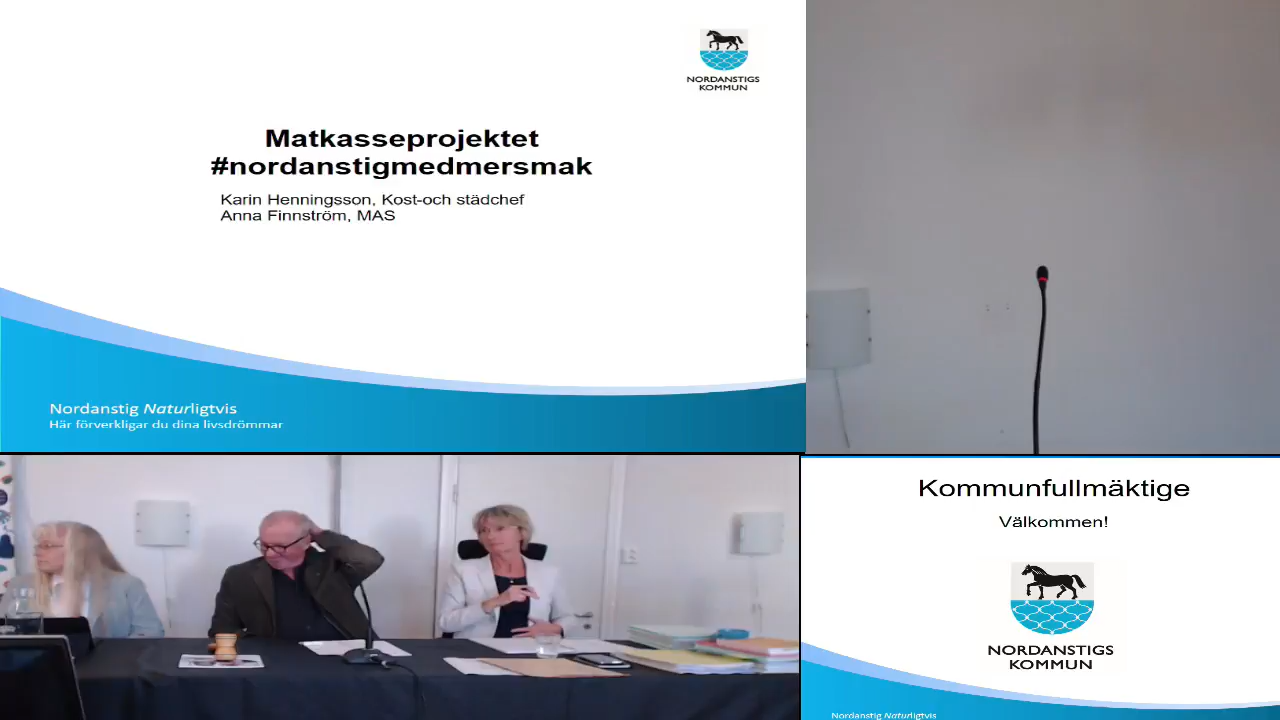 NORDANSTIGS
KOMMUN
Matkasseprojektet
#nordanstigmedmersmak
Karin Henningsson, Kost-och städchef
Anna Finnström, MAS
Nordanstig Naturligtvis
Här förverkligar du dina livsdrömmar
Kommunfullmäktige
Välkommen!
NORDANSTIGS
KOMMUN
Nordanstig Naturligtvis